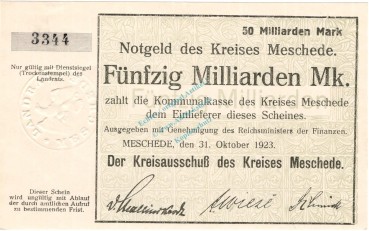 50 Milliarden Mark
3344
Notgeld des Kreises Meschede.
Nur gültig mit Dienstsiegel
(Trockenstempel) des
Landrats.
Fünfzig Milliarden Mk.
zahlt die Kommunalkasse des Kreises Meschede
dem Einlieferer dieses Scheines.
Ausgegeben mit Genehmigung des Reichsministers der Finanzen.
MESCHEDE, den 31. Oktober 1923.
Der Kreisausschuß des Kreises Meschede.
Dieser Schein
wird ungültig mit Ablauf
der durch amtlichen Aufruf
zu bestimmenden Frist.